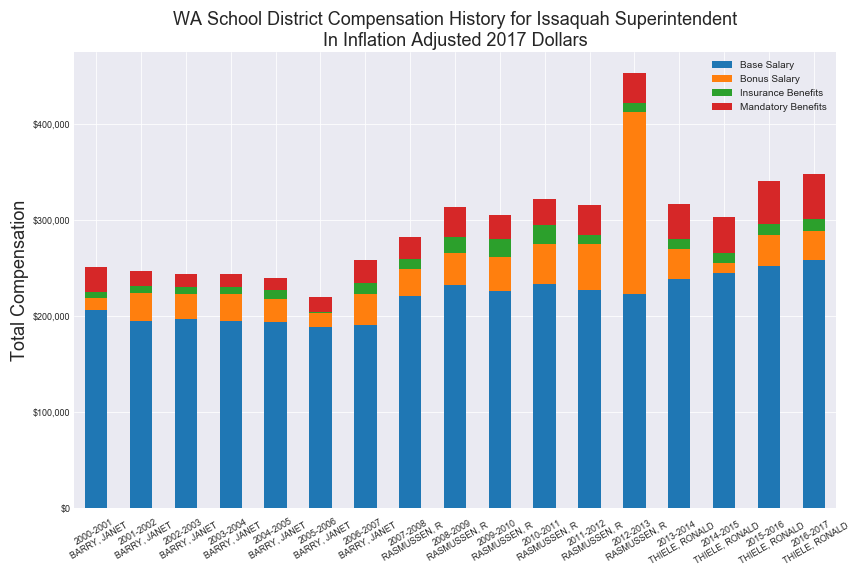 WA School District Compensation History for Issaquah Superintendent
In Inflation Adjusted 2017 Dollars
Base Salary
Bonus Salary
Insurance Benefits
Mandatory Benefits
Total Compensation
$400,000
$300,000
$200,000
$100,000
$0
2000-2001
BARRY, JANET
2001-2002
BARRY, JANET
2002-2003
BARRY, JANET
2003-2004
BARRY, JANET
2004-2005
BARRY, JANET
2005-2006
BARRY, JANET
2006-2007
BARRY, JANET
2007-2008
RASMUSSEN, R
2008-2009
RASMUSSEN, R
2009-2010
RASMUSSEN, R
2010-2011
RASMUSSEN, R
2011-2012
RASMUSSEN, R
2012-2013
RASMUSSEN, R
2013-2014
THIELE, RONALD
2014-2015
THIELE, RONALD
2015-2016
THIELE, RONALD
2016-2017
THIELE, RONALD